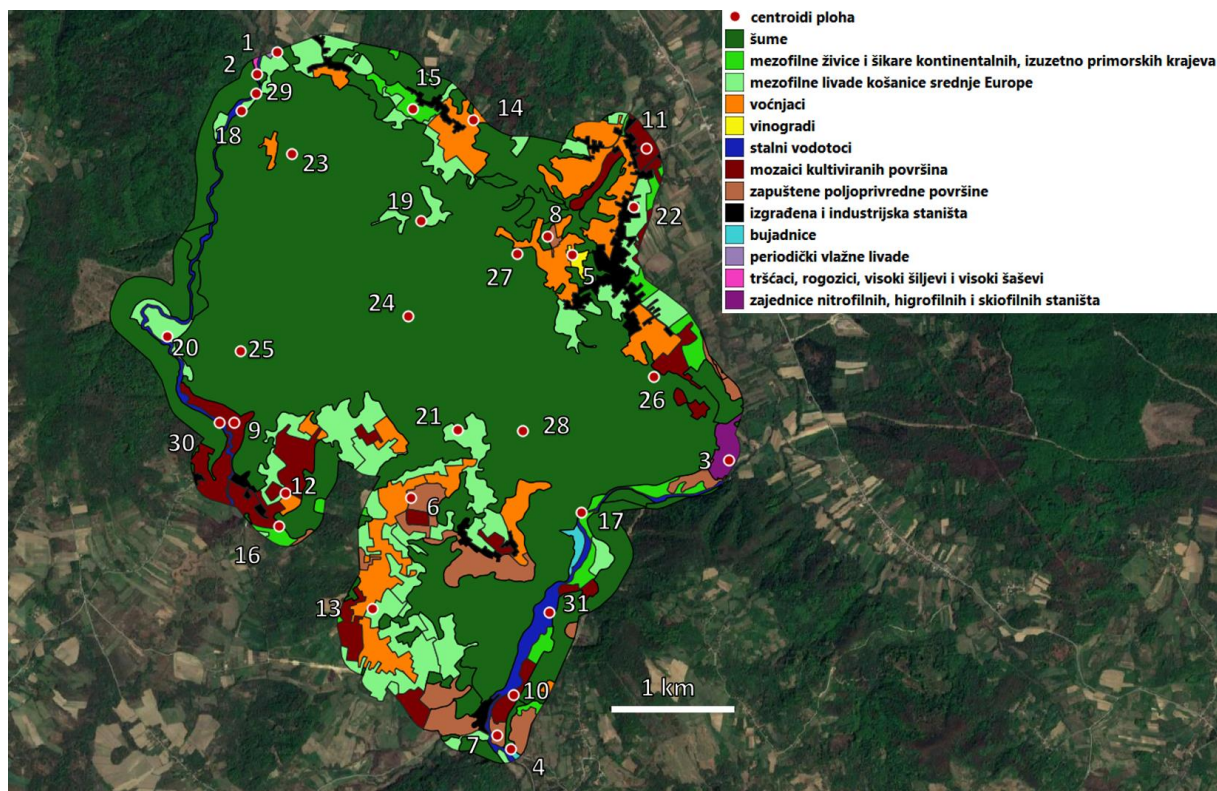 centroidi ploha
šume
mezofilne živice i šikare kontinentalnih, izuzetno primorskih krajeva
mezofilne livade košanice srednje Europe
voćnjaci
vinogradi
stalni vodotoci
mozaici kultiviranih površina
zapuštene poljoprivredne površine
izgrađena i industrijska staništa
bujadnice
periodički vlažne livade
tršćaci, rogozici, visoki šiljevi i visoki šaševi
zajednice nitrofilnih, higrofilnih i skiofilnih staništa
1
2
29
18
15
14
11
23
19
8
22
27
5
24
20
25
26
21
28
30
9
3
12
6
17
16
13
31
10
1 km
7
4